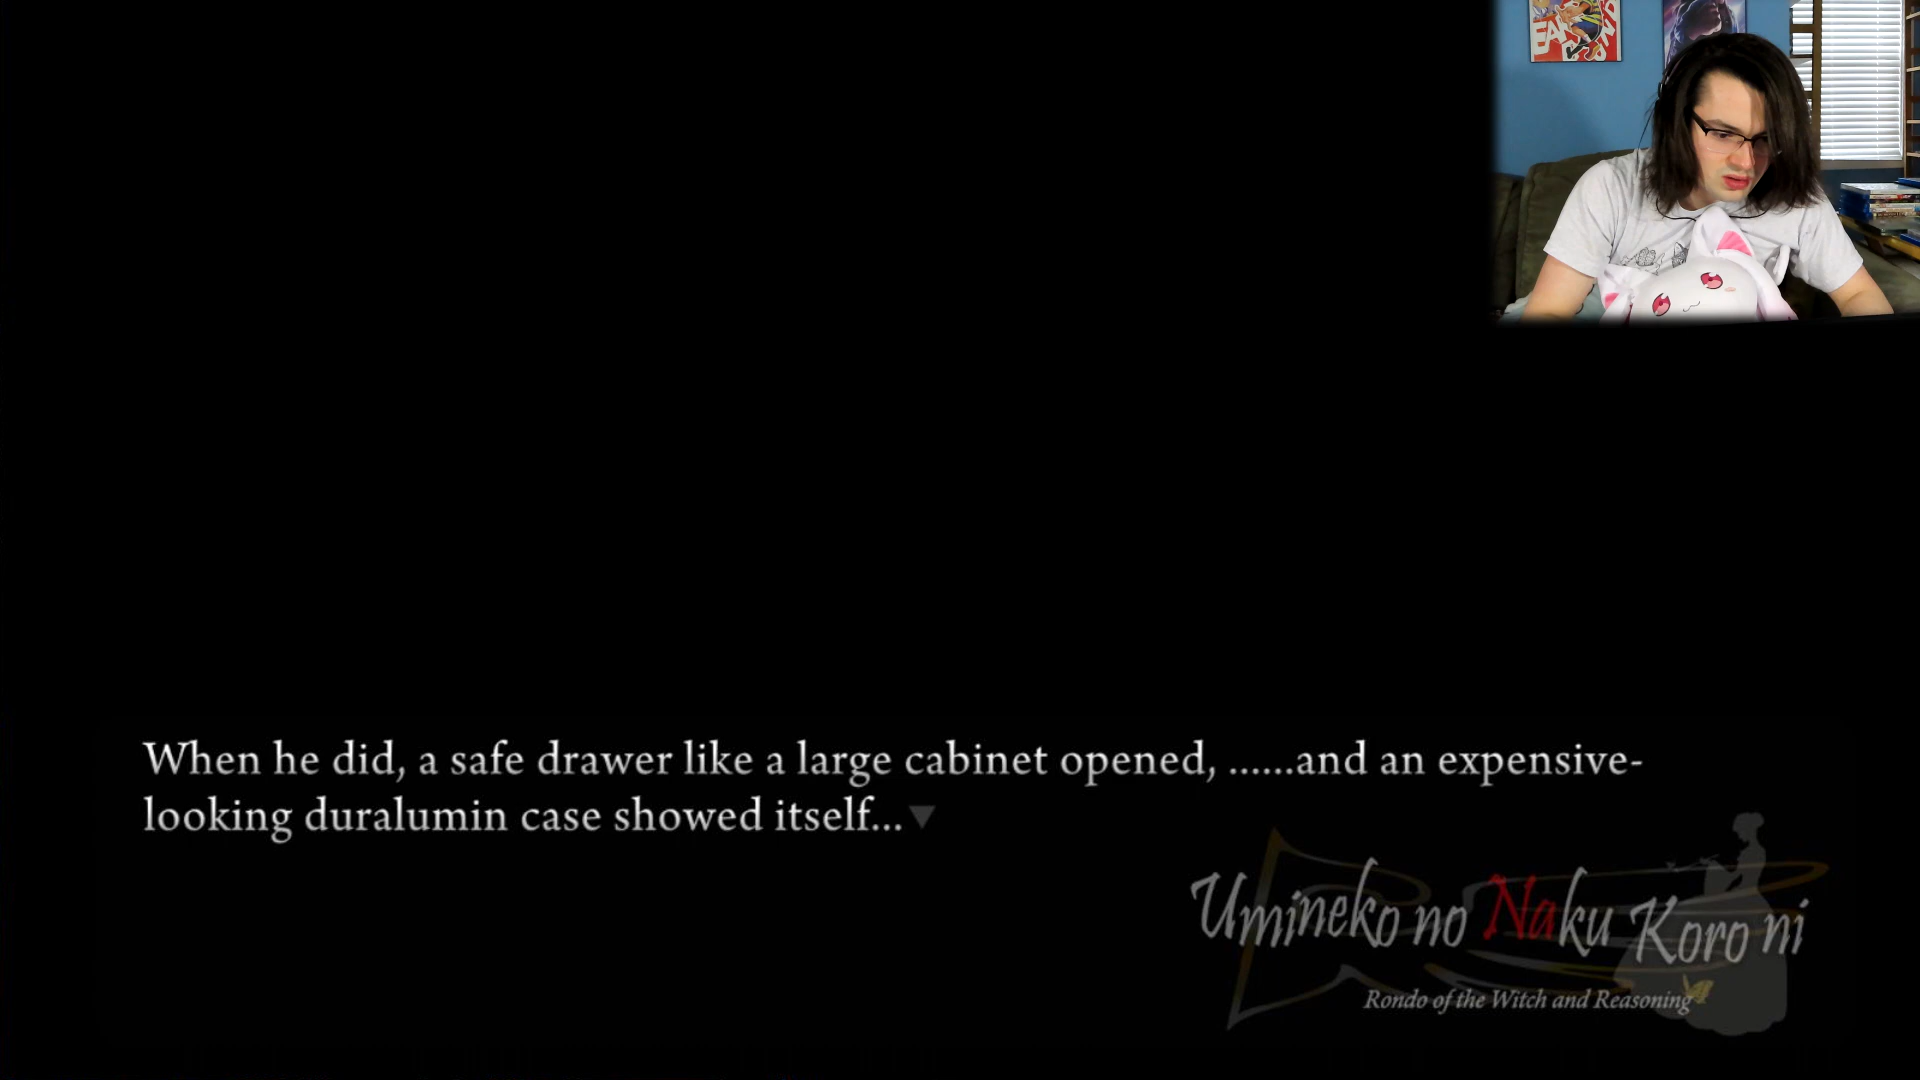 When he did, a safe drawer like a large cabinet opened, ......and an expensive-
looking duralumin case showed itself...
Umineko no Naku Koro ni
Rondo of the Witch and Reasoning